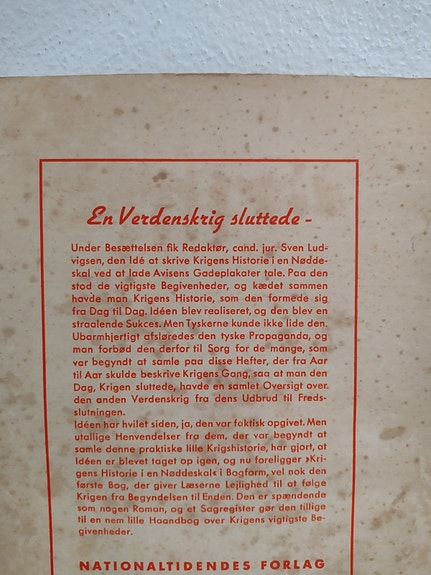 En Verdenskrig sluttede –
Under Besættelsen fik Redaktør, cand. jur. Sven Lud-
vigsen, den Idé at skrive Krigens Historie i en Nødde-
skal ved at lade Avisens Gadeplakater tale. Paa den
stod de vigtigste Begivenheder, og kædet sammen
havde man Krigens Historie, som den formede sig
fra Dag til Dag. Idéen blev realiseret, og den blev en
straalende Sukces. Men Tyskerne kunde ikke lide den.
Ubarmhjertigt afsløredes den tyske Propaganda, og
man forbød den derfor til Sorg for de mange, som
var begyndt at samle paa disse Hefter, der fra Aar
til Aar skulde beskrive Krigens Gang, saa at man den
Dag, Krigen sluttede, havde en samlet Oversigt over
den anden Verdenskrig fra dens Udbrud til Freds-
slutningen.
Idéen har hvilet siden, ja, den var faktisk opgivet. Men
utallige Henvendelser fra dem, der var begyndt at
samle denne praktiske lille Krigshistorie, har gjort, at
Idéen er blevet taget op igen, og nu foreligger »Kri-
gens Historie i en Nøddeskal« i Bogform, vel nok den
første Bog, der giver Læserne Lejlighed til at følge
Krigen fra Begyndelsen til Enden. Den er spændende
som nogen Roman, og et Sagregister gør den tillige
til en nem lille Haandbog over Krigens vigtigste Be-
givenheder.
NATIONALTIDENDES FORLAG